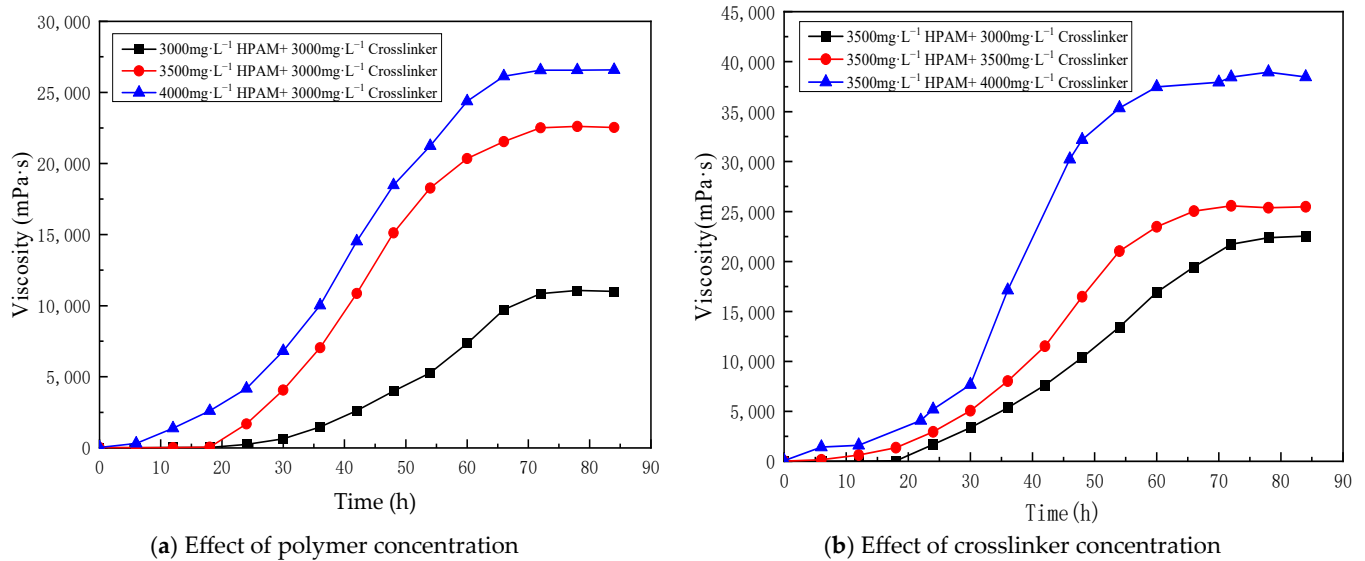 30,000
25,000
20,000
15,000
10,000
5,000
0
Viscosity (mPa·s)
3000mg·L⁻¹ HPAM+ 3000mg·L⁻¹ Crosslinker
3500mg·L⁻¹ HPAM+ 3000mg·L⁻¹ Crosslinker
4000mg·L⁻¹ HPAM+ 3000mg·L⁻¹ Crosslinker
0 10 20 30 40 50 60 70 80 90
Time (h)
(a) Effect of polymer concentration
45,000
40,000
35,000
30,000
25,000
20,000
15,000
10,000
5,000
0
Viscosity(mPa·s)
3500mg·L⁻¹ HPAM+ 3000mg·L⁻¹ Crosslinker
3500mg·L⁻¹ HPAM+ 3500mg·L⁻¹ Crosslinker
3500mg·L⁻¹ HPAM+ 4000mg·L⁻¹ Crosslinker
0 10 20 30 40 50 60 70 80 90
Time(h)
(b) Effect of crosslinker concentration